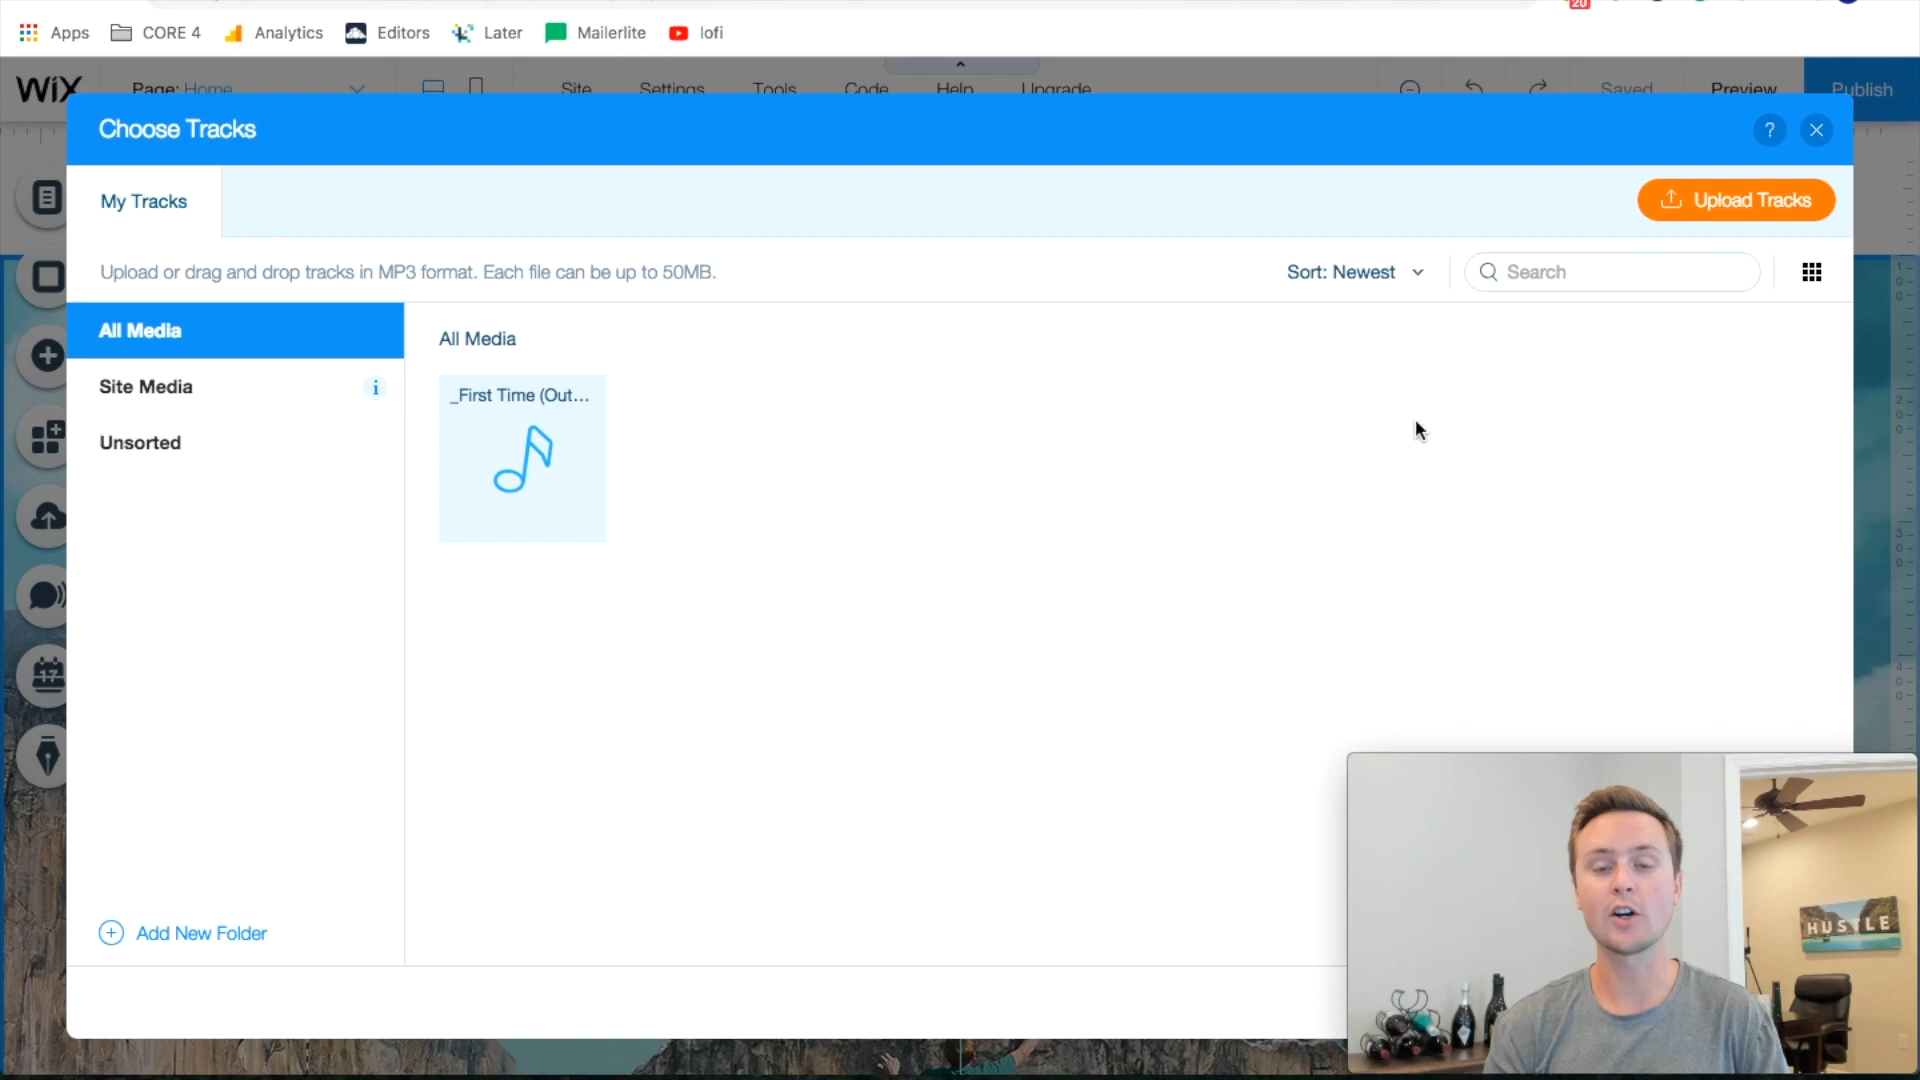 20
Apps CORE 4 Analytics Editors Later Mailerlite lofi
WiX Page: Home Site Settings Tools Code Help Upgrade Saved Preview Publish
Choose Tracks ?
My Tracks Upload Tracks
Upload or drag and drop tracks in MP3 format. Each file can be up to 50MB. Sort: Newest Search
All Media All Media
Site Media i
_First Time (Out...
Unsorted
17
HUSTLE
Add New Folder